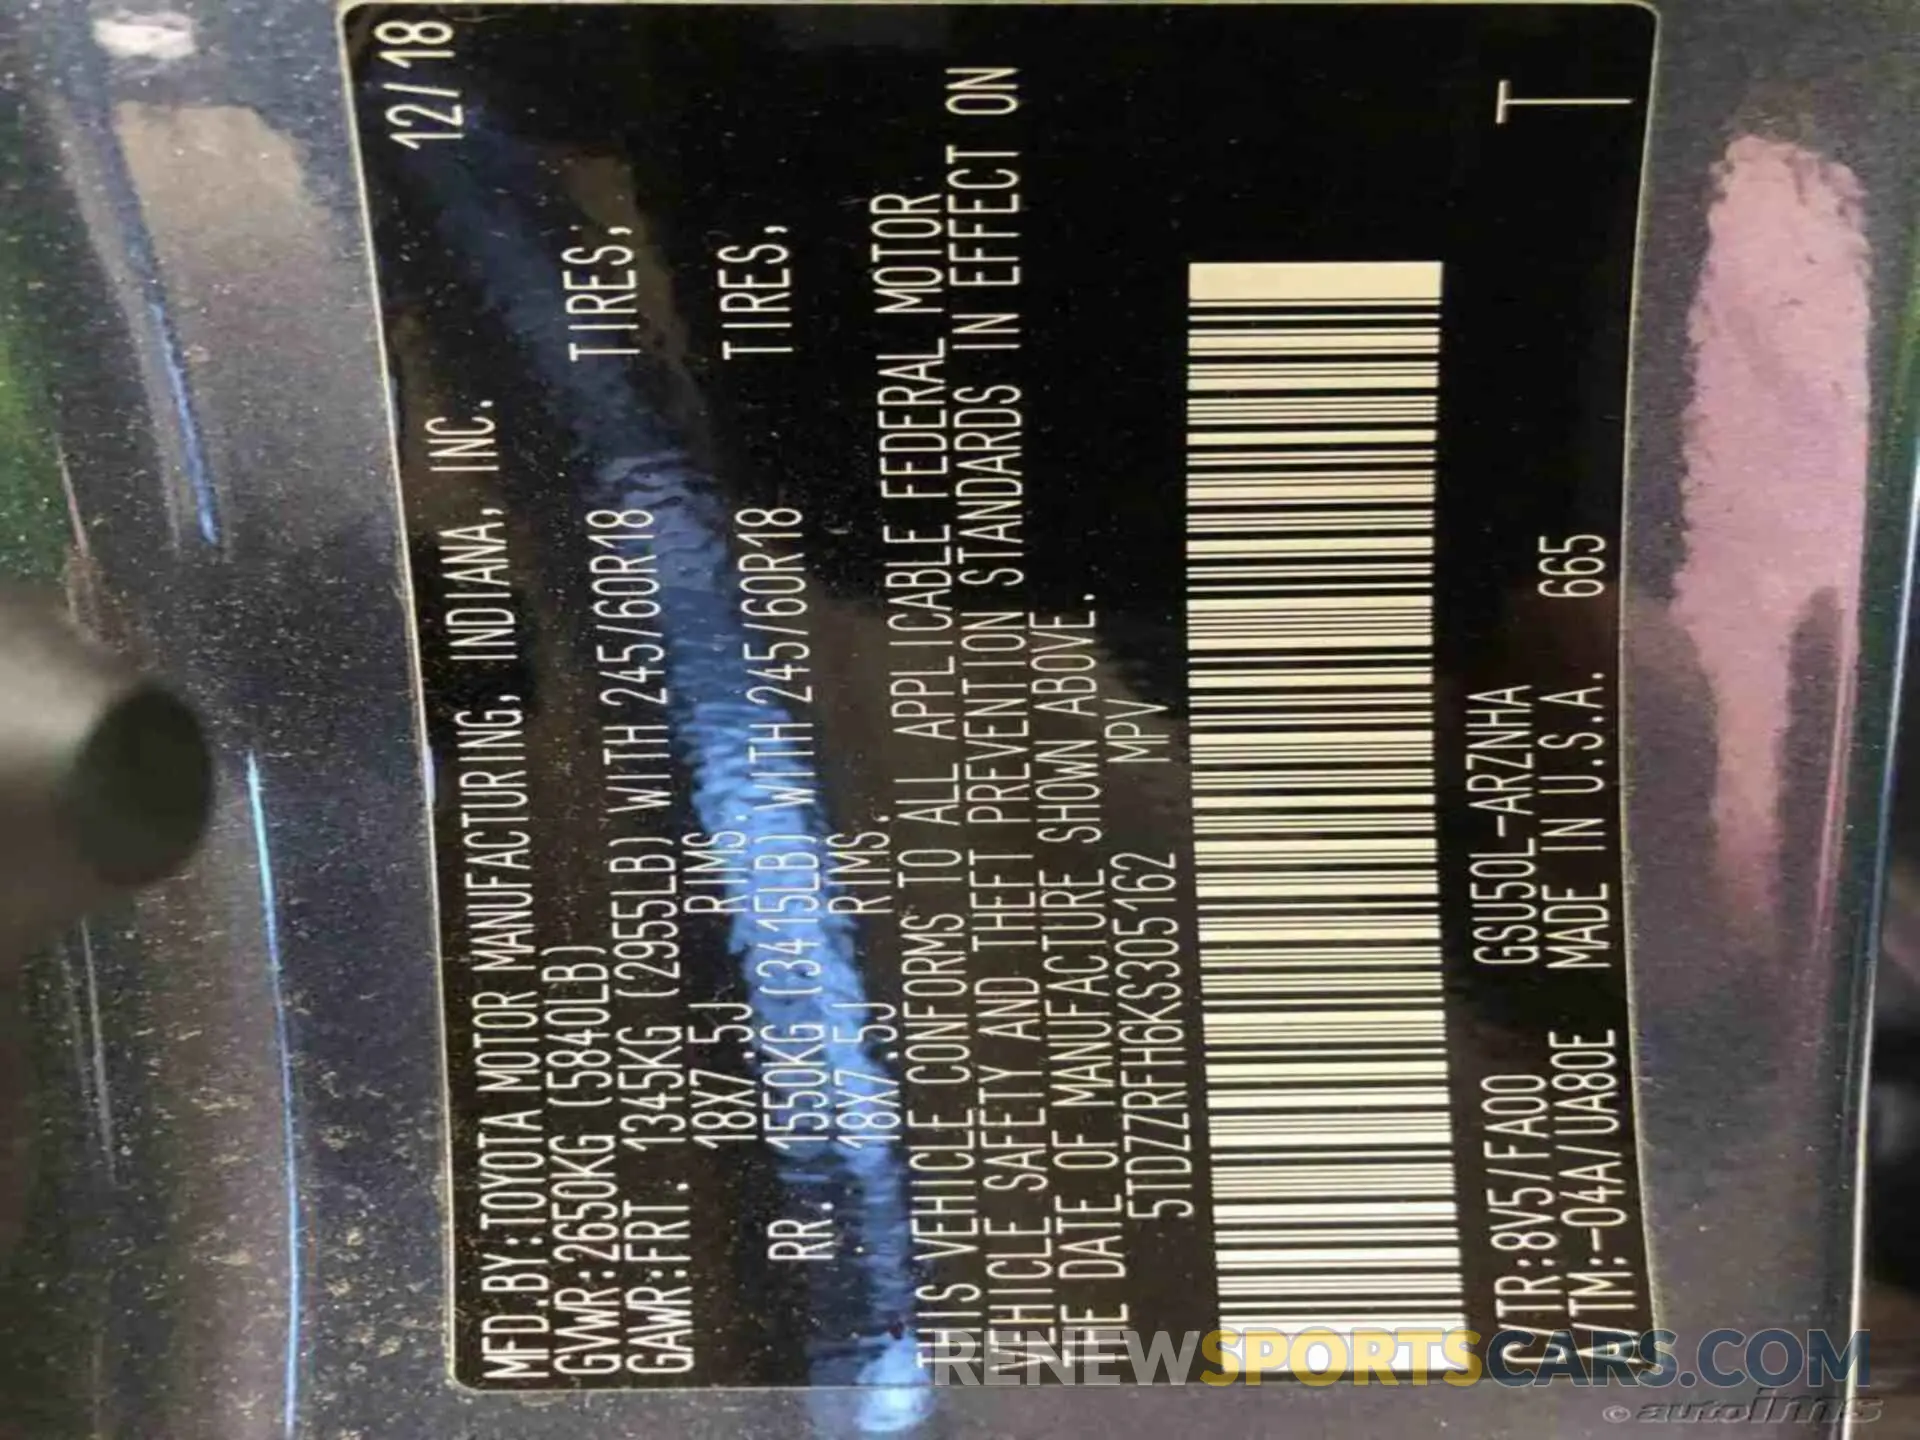 12/18
MFD.BY:TOYOTA MOTOR MANUFACTURING, INDIANA, INC.
GVWR:2650KG (5840LB)
GAWR:FRT. 1345KG (2955LB) WITH 245/60R18 TIRES,
18X7.5J RIMS,
RR. 1550KG (3415LB) WITH 245/60R18 TIRES,
18X7.5J RIMS,
THIS VEHICLE CONFORMS TO ALL APPLICABLE FEDERAL MOTOR
VEHICLE SAFETY AND THEFT PREVENTION STANDARDS IN EFFECT ON
THE DATE OF MANUFACTURE SHOWN ABOVE.
5TDZZRFH6KS305162 MPV
C/TR:8V5/FA00 GSU50L-ARZNHA T
A/TM:-04A/UA80E MADE IN U.S.A. 665
RENEWSPORTSCARS.COM
© autoims